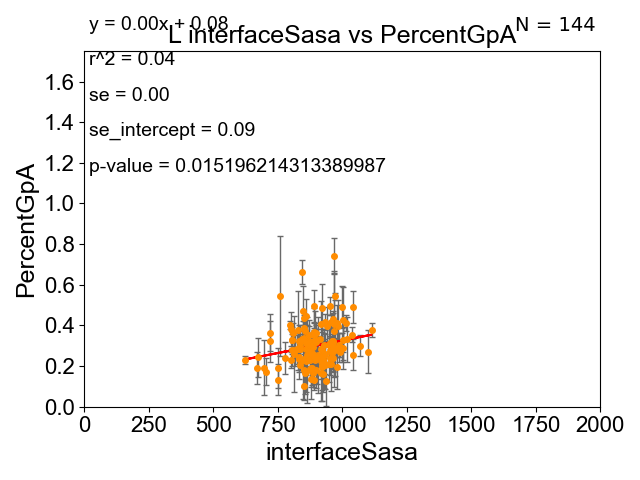 y = 0.00x + 0.08
N = 144
L interfaceSasa vs PercentGpA
r^2 = 0.04
se = 0.00
se_intercept = 0.09
p-value = 0.015196214313389987
PercentGpA
1.6
1.4
1.2
1.0
0.8
0.6
0.4
0.2
0.0
0 250 500 750 1000 1250 1500 1750 2000
interfaceSasa